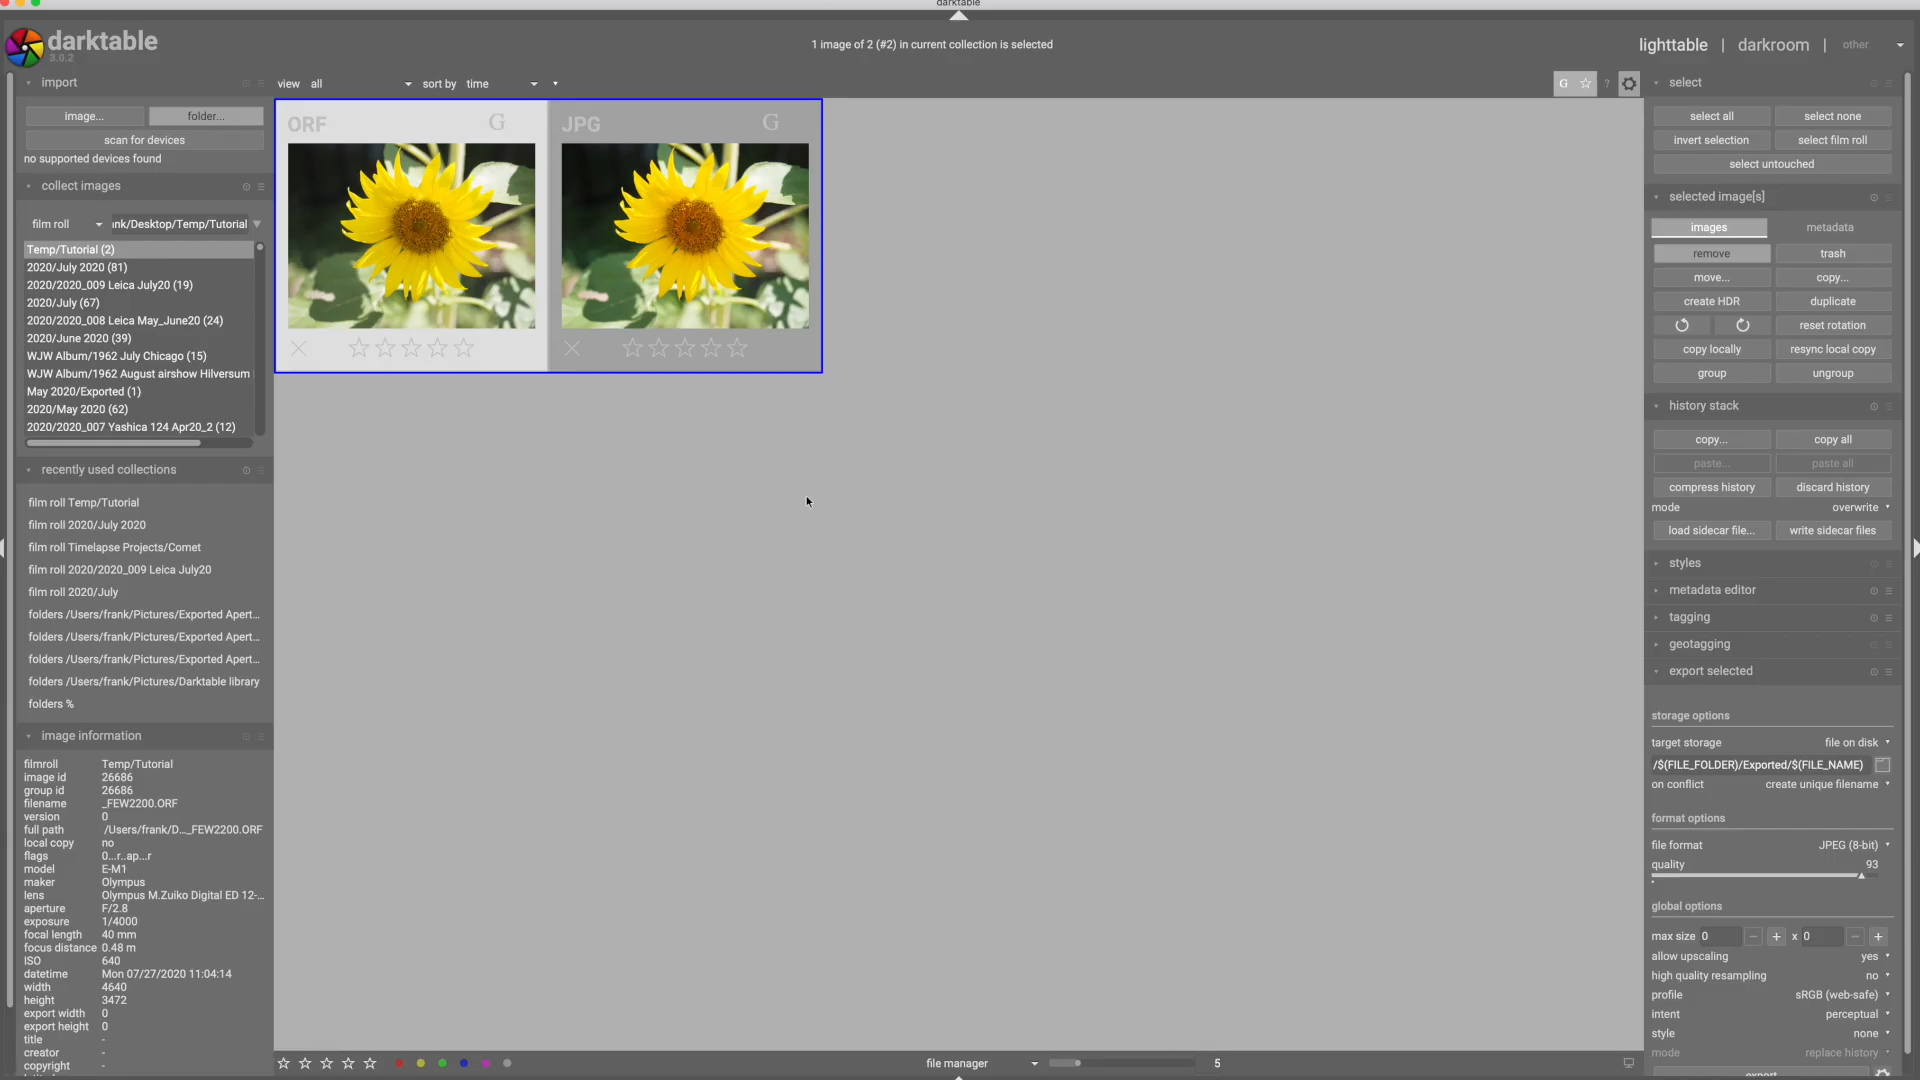 darktable
darktable
3.0.2
1 image of 2 (#2) in current collection is selected
lighttable | darkroom | other
import
view all sort by time
G ☆ ?
select
image... folder...
scan for devices
no supported devices found
select all select none
invert selection select film roll
select untouched
collect images
film roll ınk/Desktop/Temp/Tutorial
Temp/Tutorial (2)
2020/July 2020 (81)
2020/2020_009 Leica July20 (19)
2020/July (67)
2020/2020_008 Leica May_June20 (24)
2020/June 2020 (39)
WJW Album/1962 July Chicago (15)
WJW Album/1962 August airshow Hilversum
May 2020/Exported (1)
2020/May 2020 (62)
2020/2020_007 Yashica 124 Apr20_2 (12)
ORF G
JPG G
recently used collections
film roll Temp/Tutorial
film roll 2020/July 2020
film roll Timelapse Projects/Comet
film roll 2020/2020_009 Leica July20
film roll 2020/July
folders /Users/frank/Pictures/Exported Apert...
folders /Users/frank/Pictures/Exported Apert...
folders /Users/frank/Pictures/Exported Apert...
folders /Users/frank/Pictures/Darktable library
folders %
image information
filmroll Temp/Tutorial
image id 26686
group id 26686
filename _FEW2200.ORF
version 0
full path /Users/frank/D..._FEW2200.ORF
local copy no
flags 0...r..ap...r
model E-M1
maker Olympus
lens Olympus M.Zuiko Digital ED 12-...
aperture F/2.8
exposure 1/4000
focal length 40 mm
focus distance 0.48 m
ISO 640
datetime Mon 07/27/2020 11:04:14
width 4640
height 3472
export width 0
export height 0
title -
creator -
copyright -
file manager 5
selected image[s]
images metadata
remove trash
move... copy...
create HDR duplicate
reset rotation
copy locally resync local copy
group ungroup
history stack
copy... copy all
paste... paste all
compress history discard history
mode overwrite
load sidecar file... write sidecar files
styles
metadata editor
tagging
geotagging
export selected
storage options
target storage file on disk
/$(FILE_FOLDER)/Exported/$(FILE_NAME)
on conflict create unique filename
format options
file format JPEG (8-bit)
quality 93
global options
max size 0 − + x 0 − +
allow upscaling yes
high quality resampling no
profile sRGB (web-safe)
intent perceptual
style none
mode replace history
export